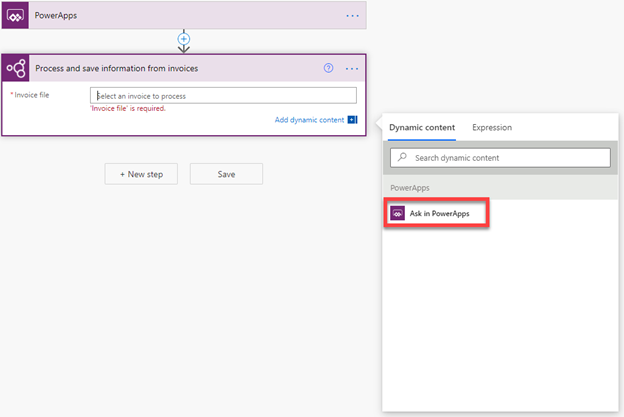 PowerApps
Process and save information from invoices
* Invoice file
Select an invoice to process
'Invoice file' is required.
Add dynamic content
Dynamic content Expression
Search dynamic content
PowerApps
Ask in PowerApps
+ New step Save